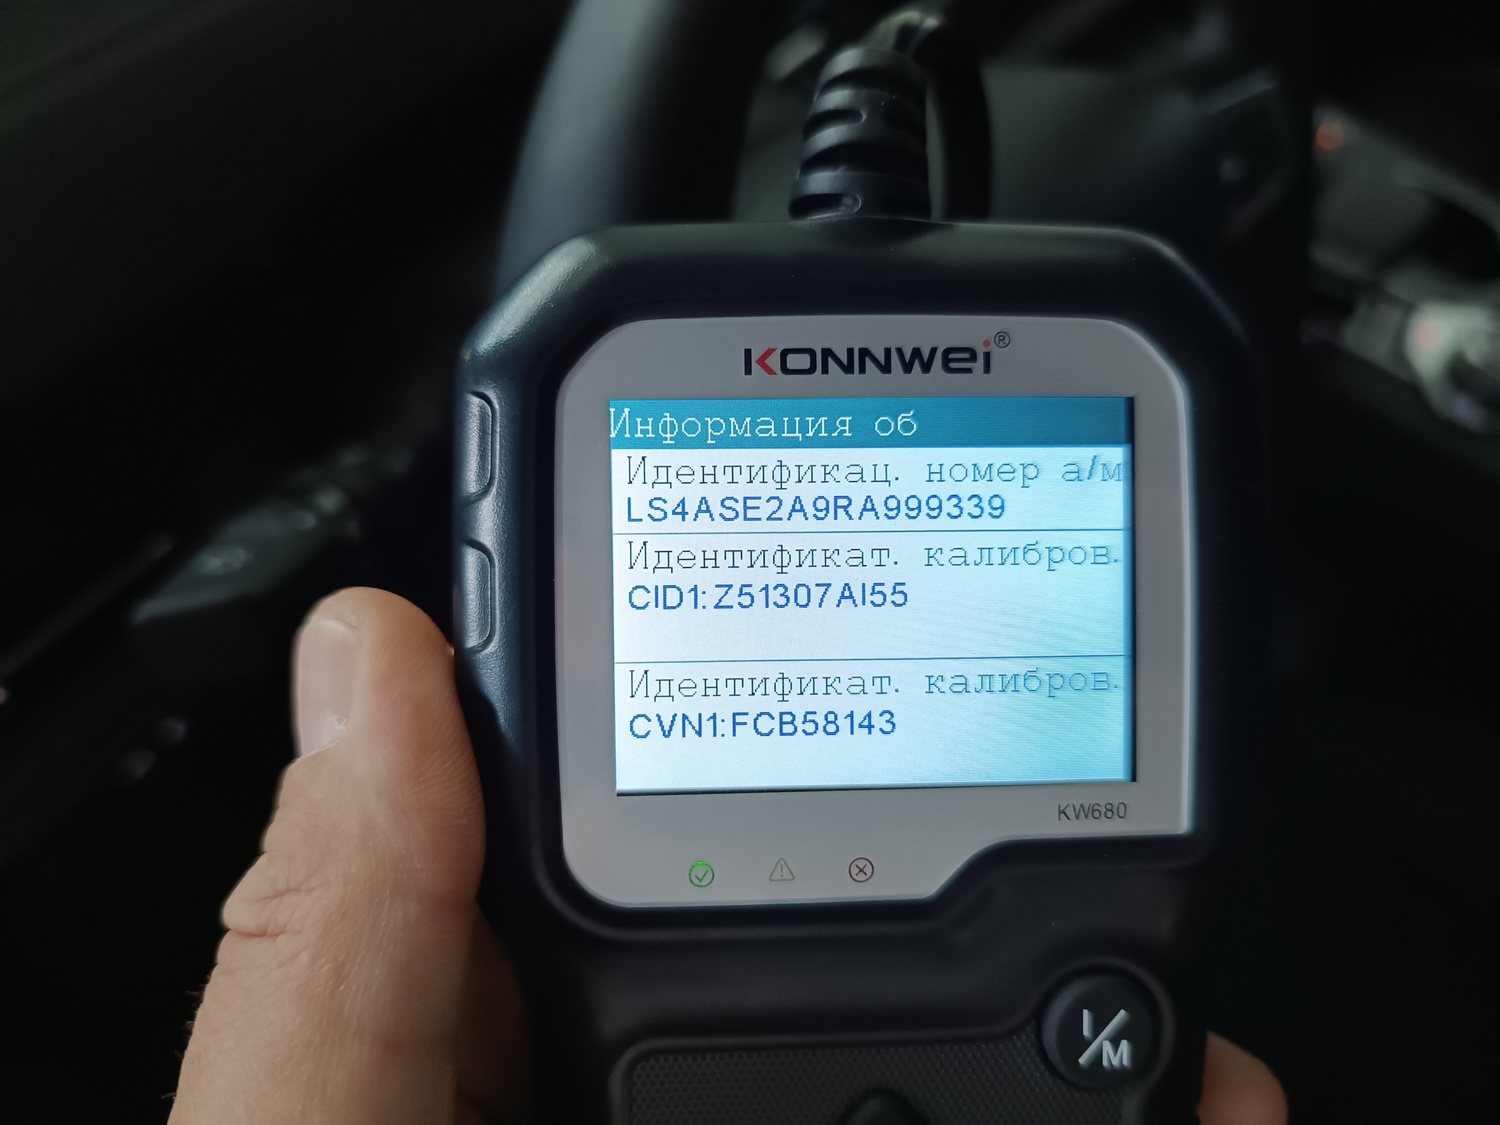 KONNWEI®
Информация об
Идентификац. номер а/м
LS4ASE2A9RA999339
Идентификат. калибров.
CID1:Z51307AI55
Идентификат. калибров.
CVN1:FCB58143
KW680
I/M